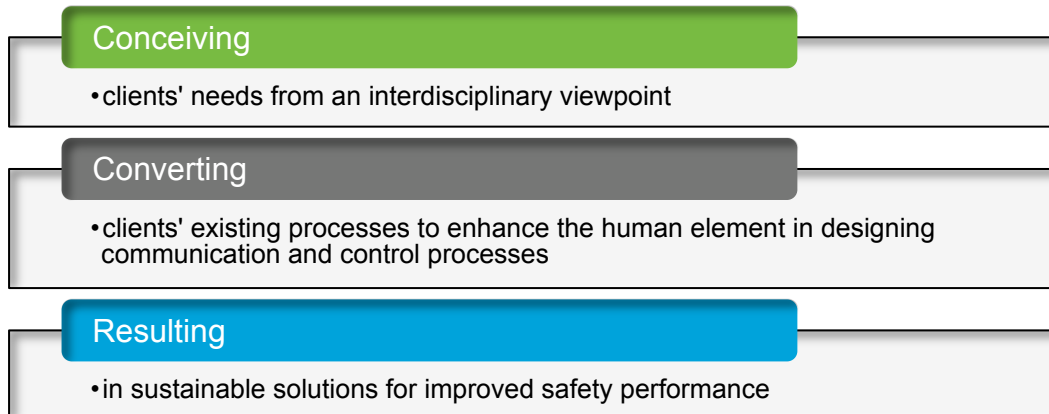 Conceiving
•clients' needs from an interdisciplinary viewpoint
Converting
•clients' existing processes to enhance the human element in designing
communication and control processes
Resulting
•in sustainable solutions for improved safety performance